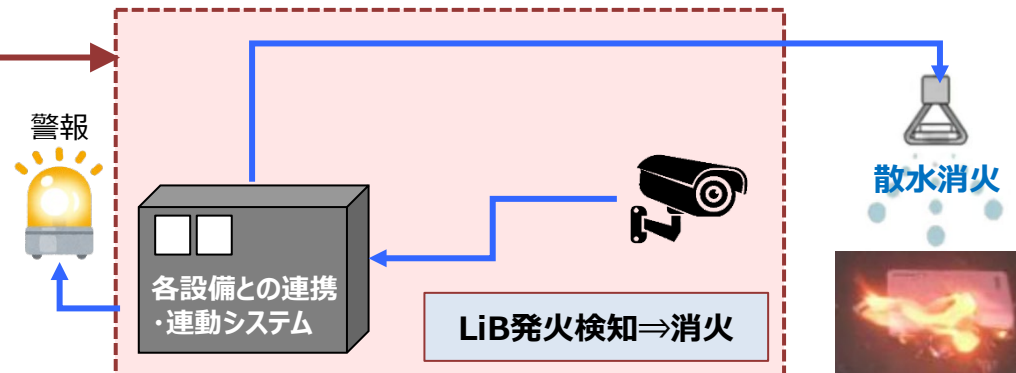 警報
散水消火
各設備との連携
・連動システム
LiB発火検知⇒消火